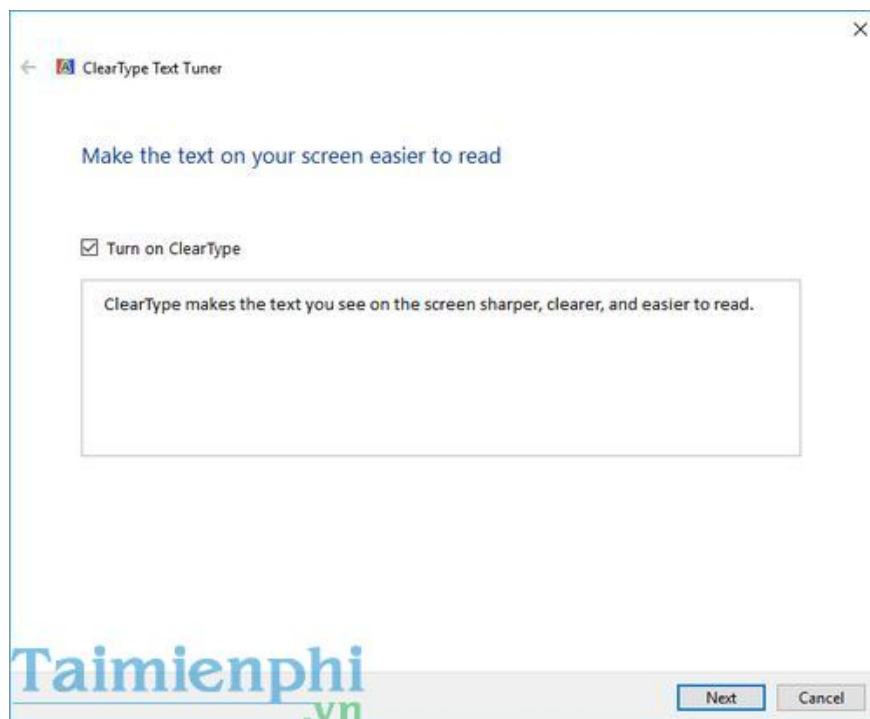 ClearType Text Tuner
Make the text on your screen easier to read
Turn on ClearType
ClearType makes the text you see on the screen sharper, clearer, and easier to read.
Taimienphi
.vn
Next Cancel